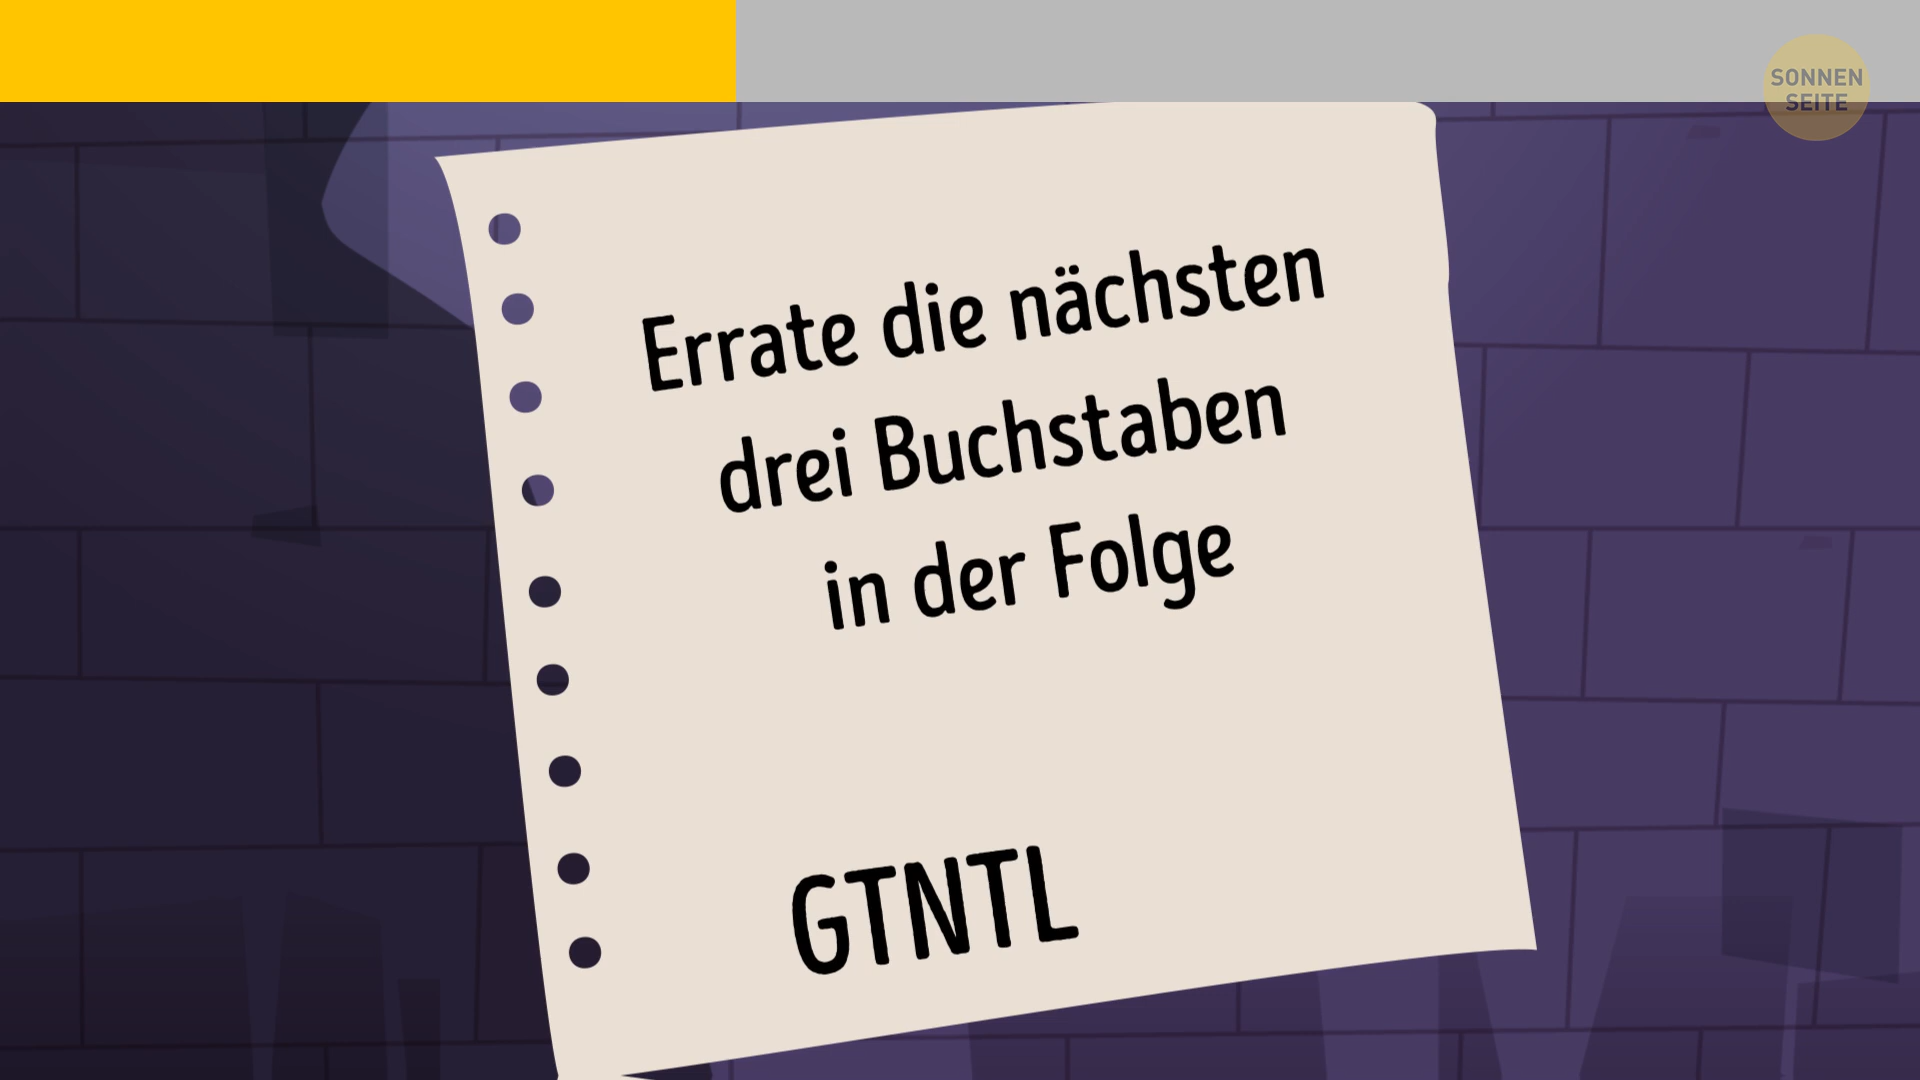 SONNEN
SEITE
Errate die nächsten
drei Buchstaben
in der Folge
GTNTL